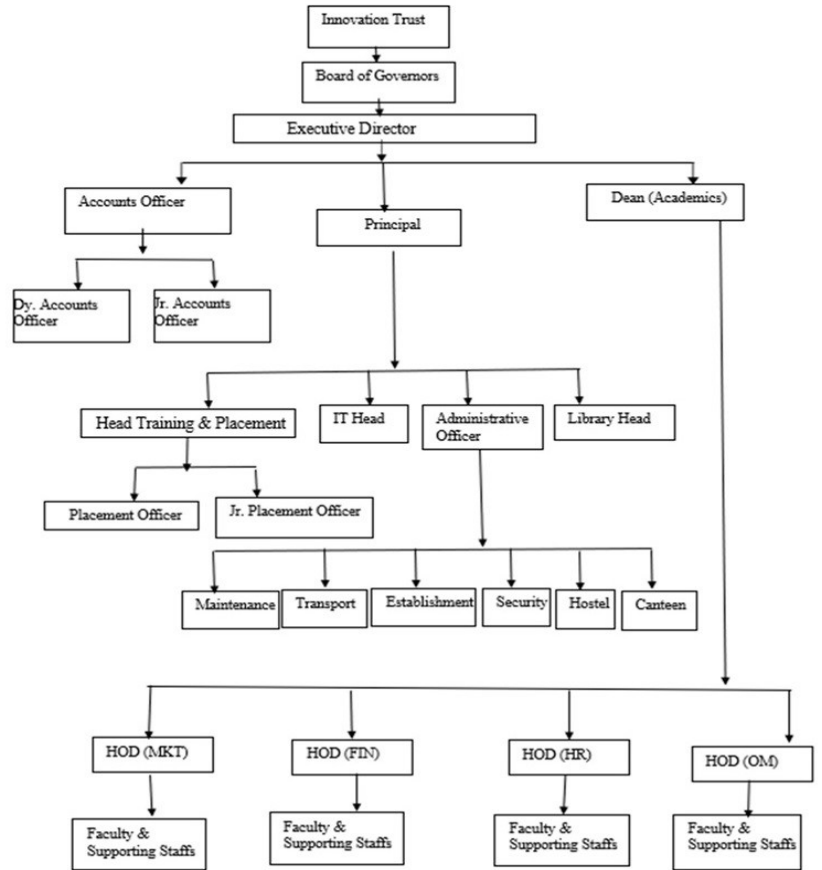 Innovation Trust
Board of Governors
Executive Director
Accounts Officer
Principal
Dean (Academics)
Dy. Accounts
Officer
Jr. Accounts
Officer
Head Training & Placement
IT Head
Administrative
Officer
Library Head
Placement Officer
Jr. Placement Officer
Maintenance
Transport
Establishment
Security
Hostel
Canteen
HOD (MKT)
HOD (FIN)
HOD (HR)
HOD (OM)
Faculty &
Supporting Staffs
Faculty &
Supporting Staffs
Faculty &
Supporting Staffs
Faculty &
Supporting Staffs